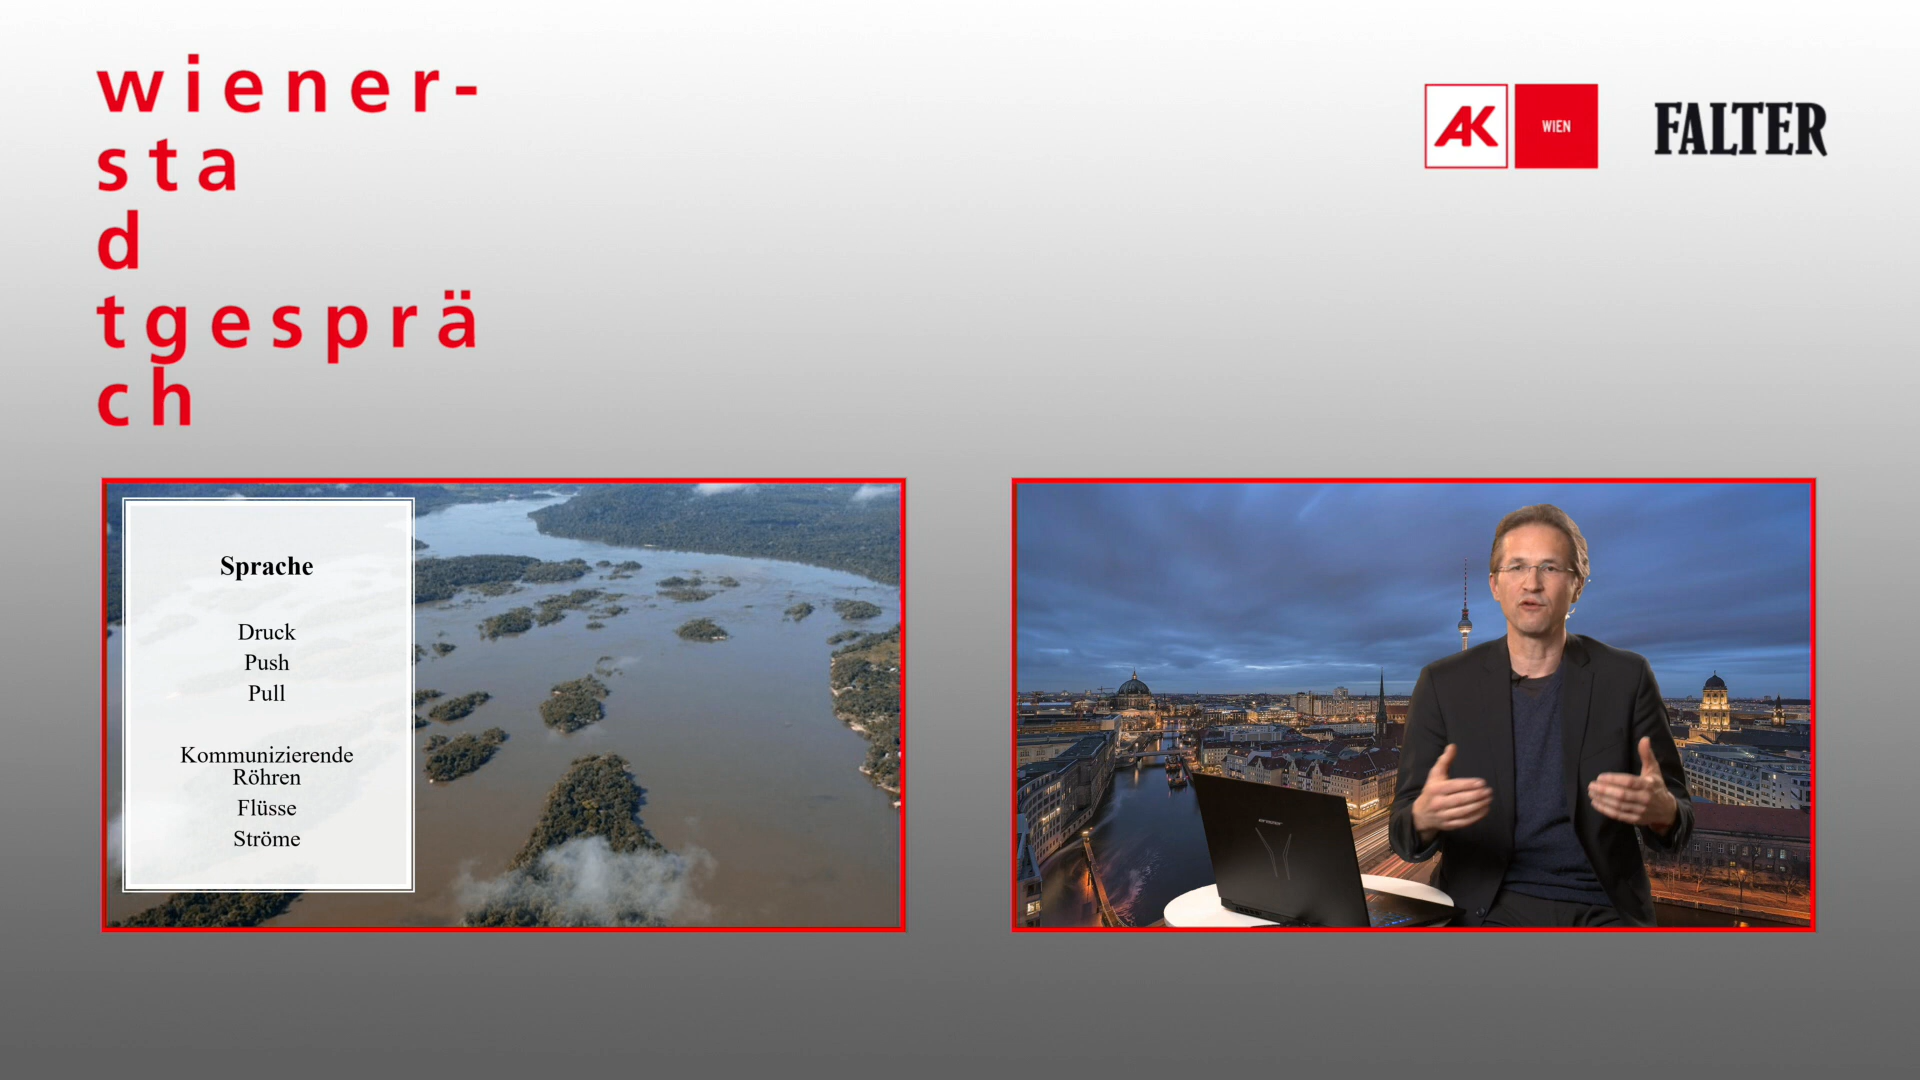 wiener-
sta
d
tgesprä
ch
AK
WIEN
FALTER
Sprache
Druck
Push
Pull
Kommunizierende
Röhren
Flüsse
Ströme